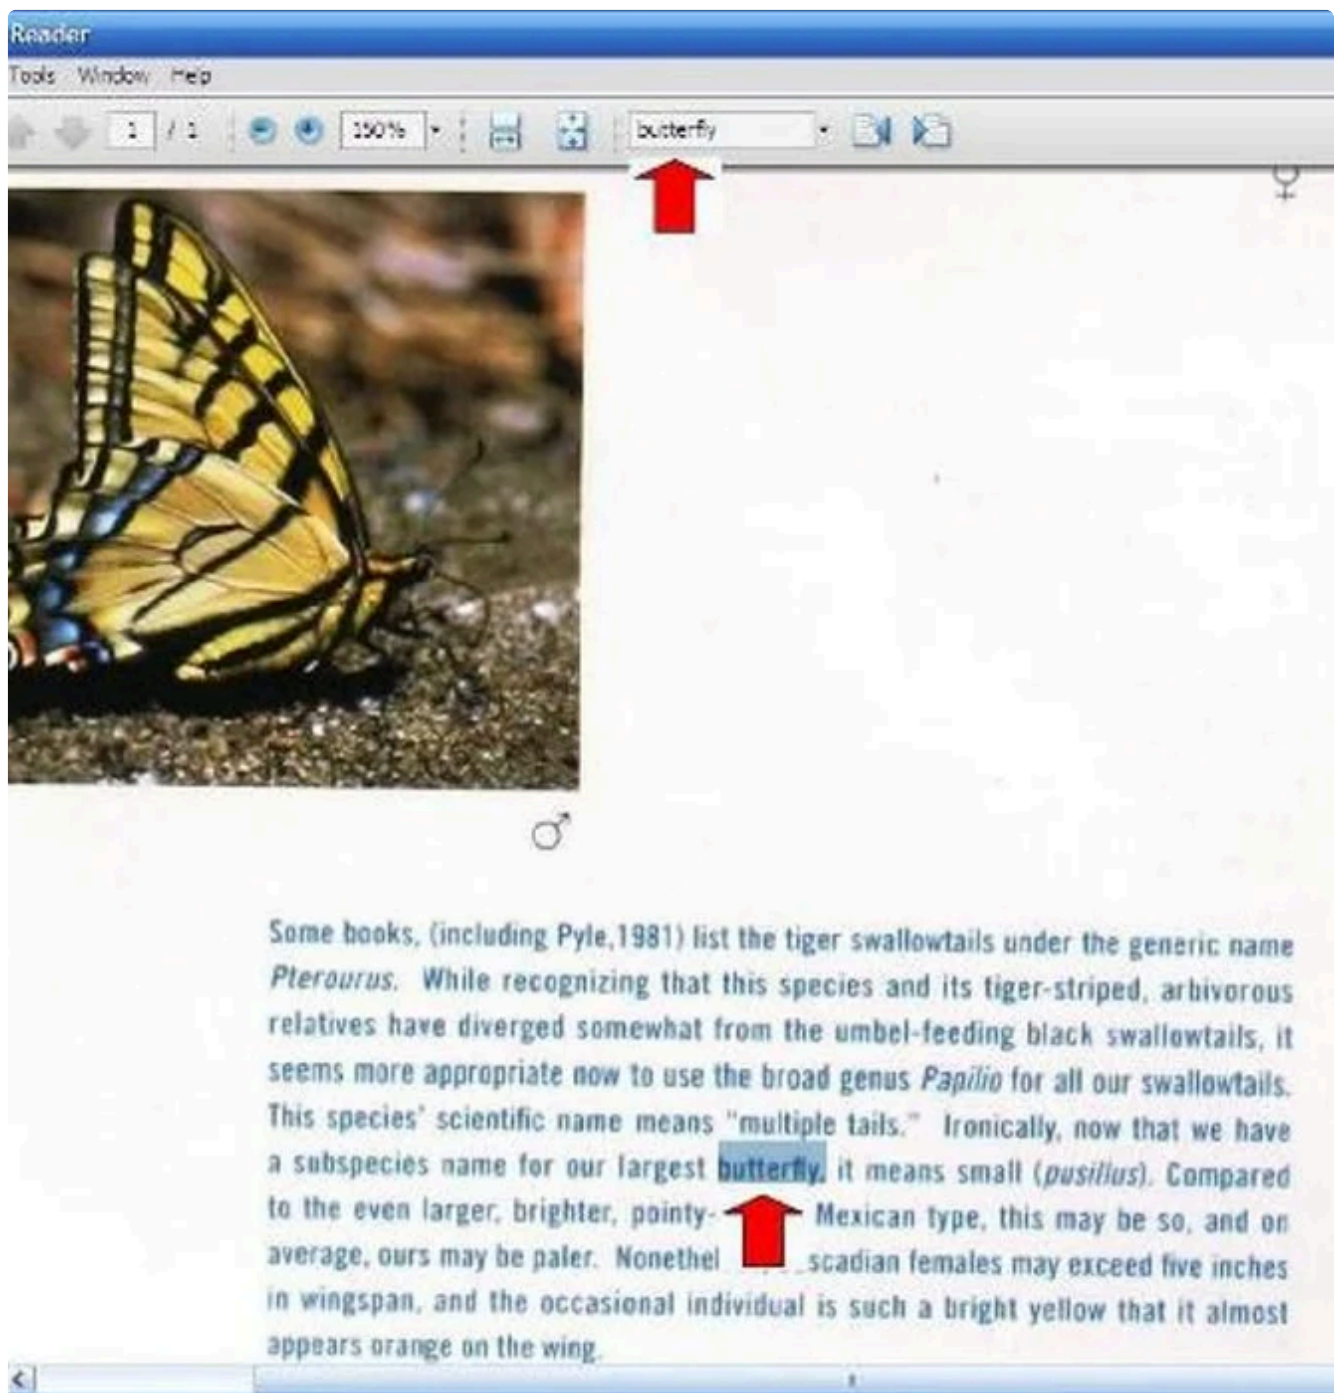 Reader
Tools Window Help
1 / 1 150% butterfly
Some books, (including Pyle,1981) list the tiger swallowtails under the generic name
Pterourus. While recognizing that this species and its tiger-striped, arbivorous
relatives have diverged somewhat from the umbel-feeding black swallowtails, it
seems more appropriate now to use the broad genus Papilio for all our swallowtails.
This species' scientific name means "multiple tails." Ironically, now that we have
a subspecies name for our largest butterfly, it means small (pusillus). Compared
to the even larger, brighter, pointy- Mexican type, this may be so, and on
average, ours may be paler. Nonethel scadian females may exceed five inches
in wingspan, and the occasional individual is such a bright yellow that it almost
appears orange on the wing.